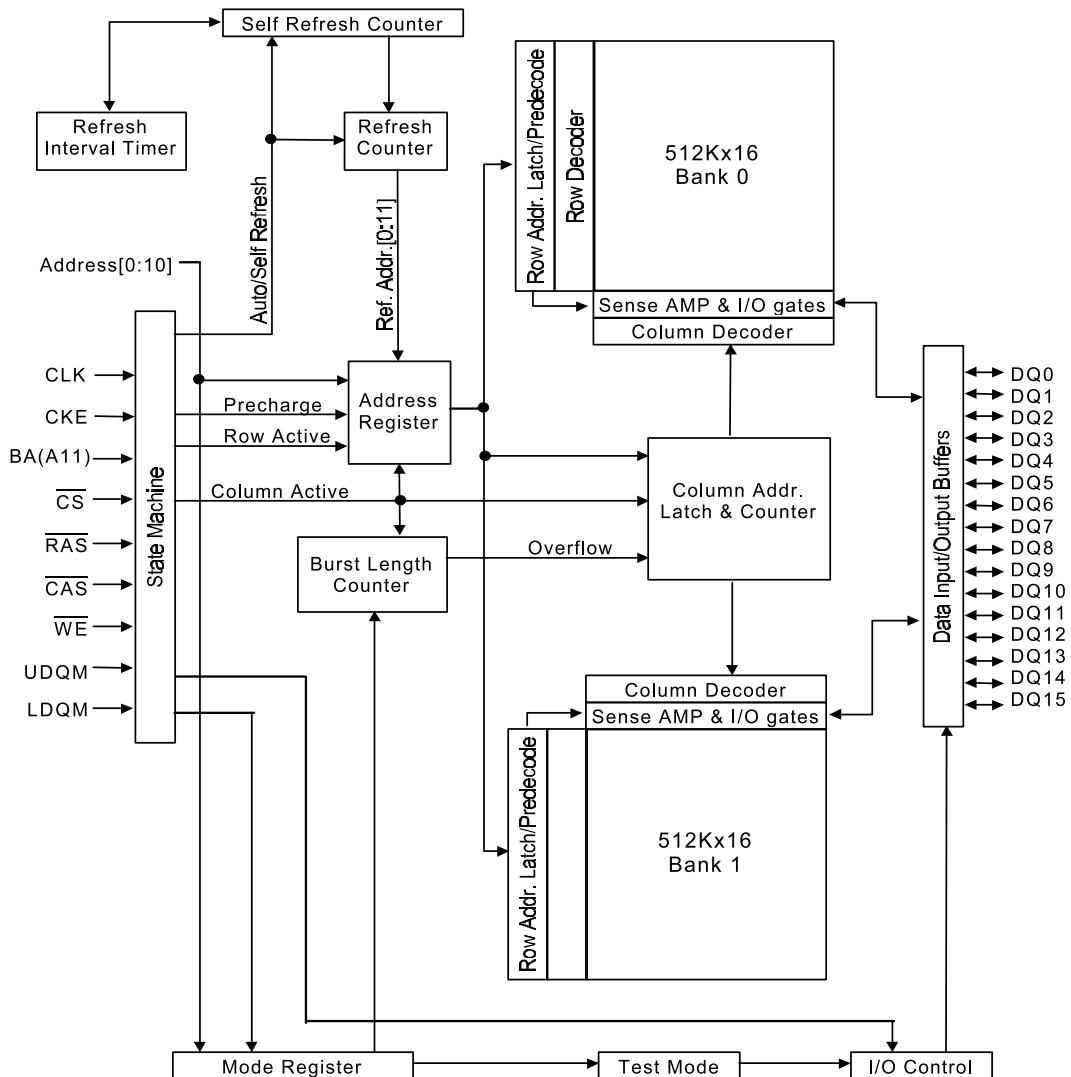 Self Refresh Counter
Refresh
Interval Timer
Refresh
Counter
Row Addr. Latch/Predecode
Row Decoder
512Kx16
Bank 0
Auto/Self Refresh
Ref. Addr.[0:11]
Address[0:10]
Sense AMP & I/O gates
Column Decoder
State Machine
CLK
CKE
BA(A11)
CS
RAS
CAS
WE
UDQM
LDQM
Precharge
Row Active
Column Active
Address
Register
Burst Length
Counter
Overflow
Column Addr.
Latch & Counter
Data Input/Output Buffers
DQ0
DQ1
DQ2
DQ3
DQ4
DQ5
DQ6
DQ7
DQ8
DQ9
DQ10
DQ11
DQ12
DQ13
DQ14
DQ15
Column Decoder
Sense AMP & I/O gates
Row Addr. Latch/Predecode
512Kx16
Bank 1
Mode Register
Test Mode
I/O Control